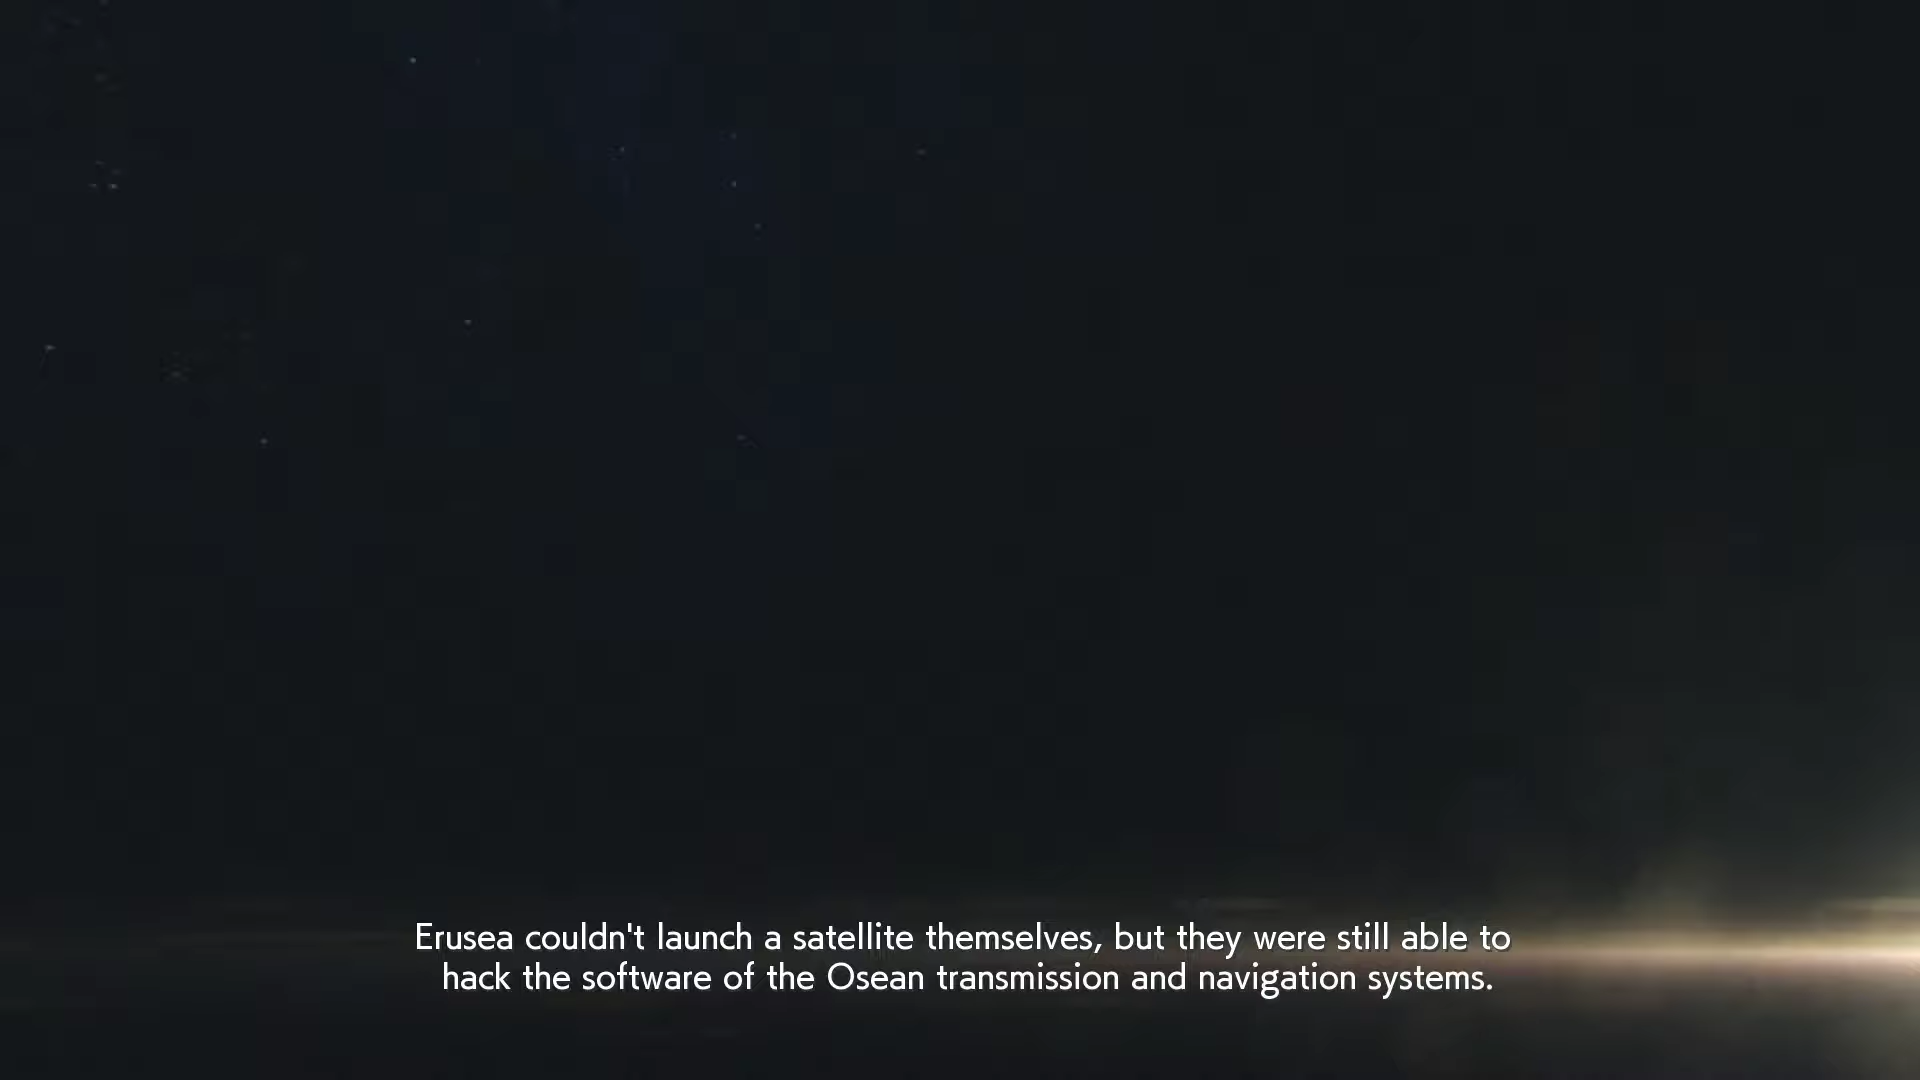 Erusea couldn't launch a satellite themselves, but they were still able to
hack the software of the Osean transmission and navigation systems.